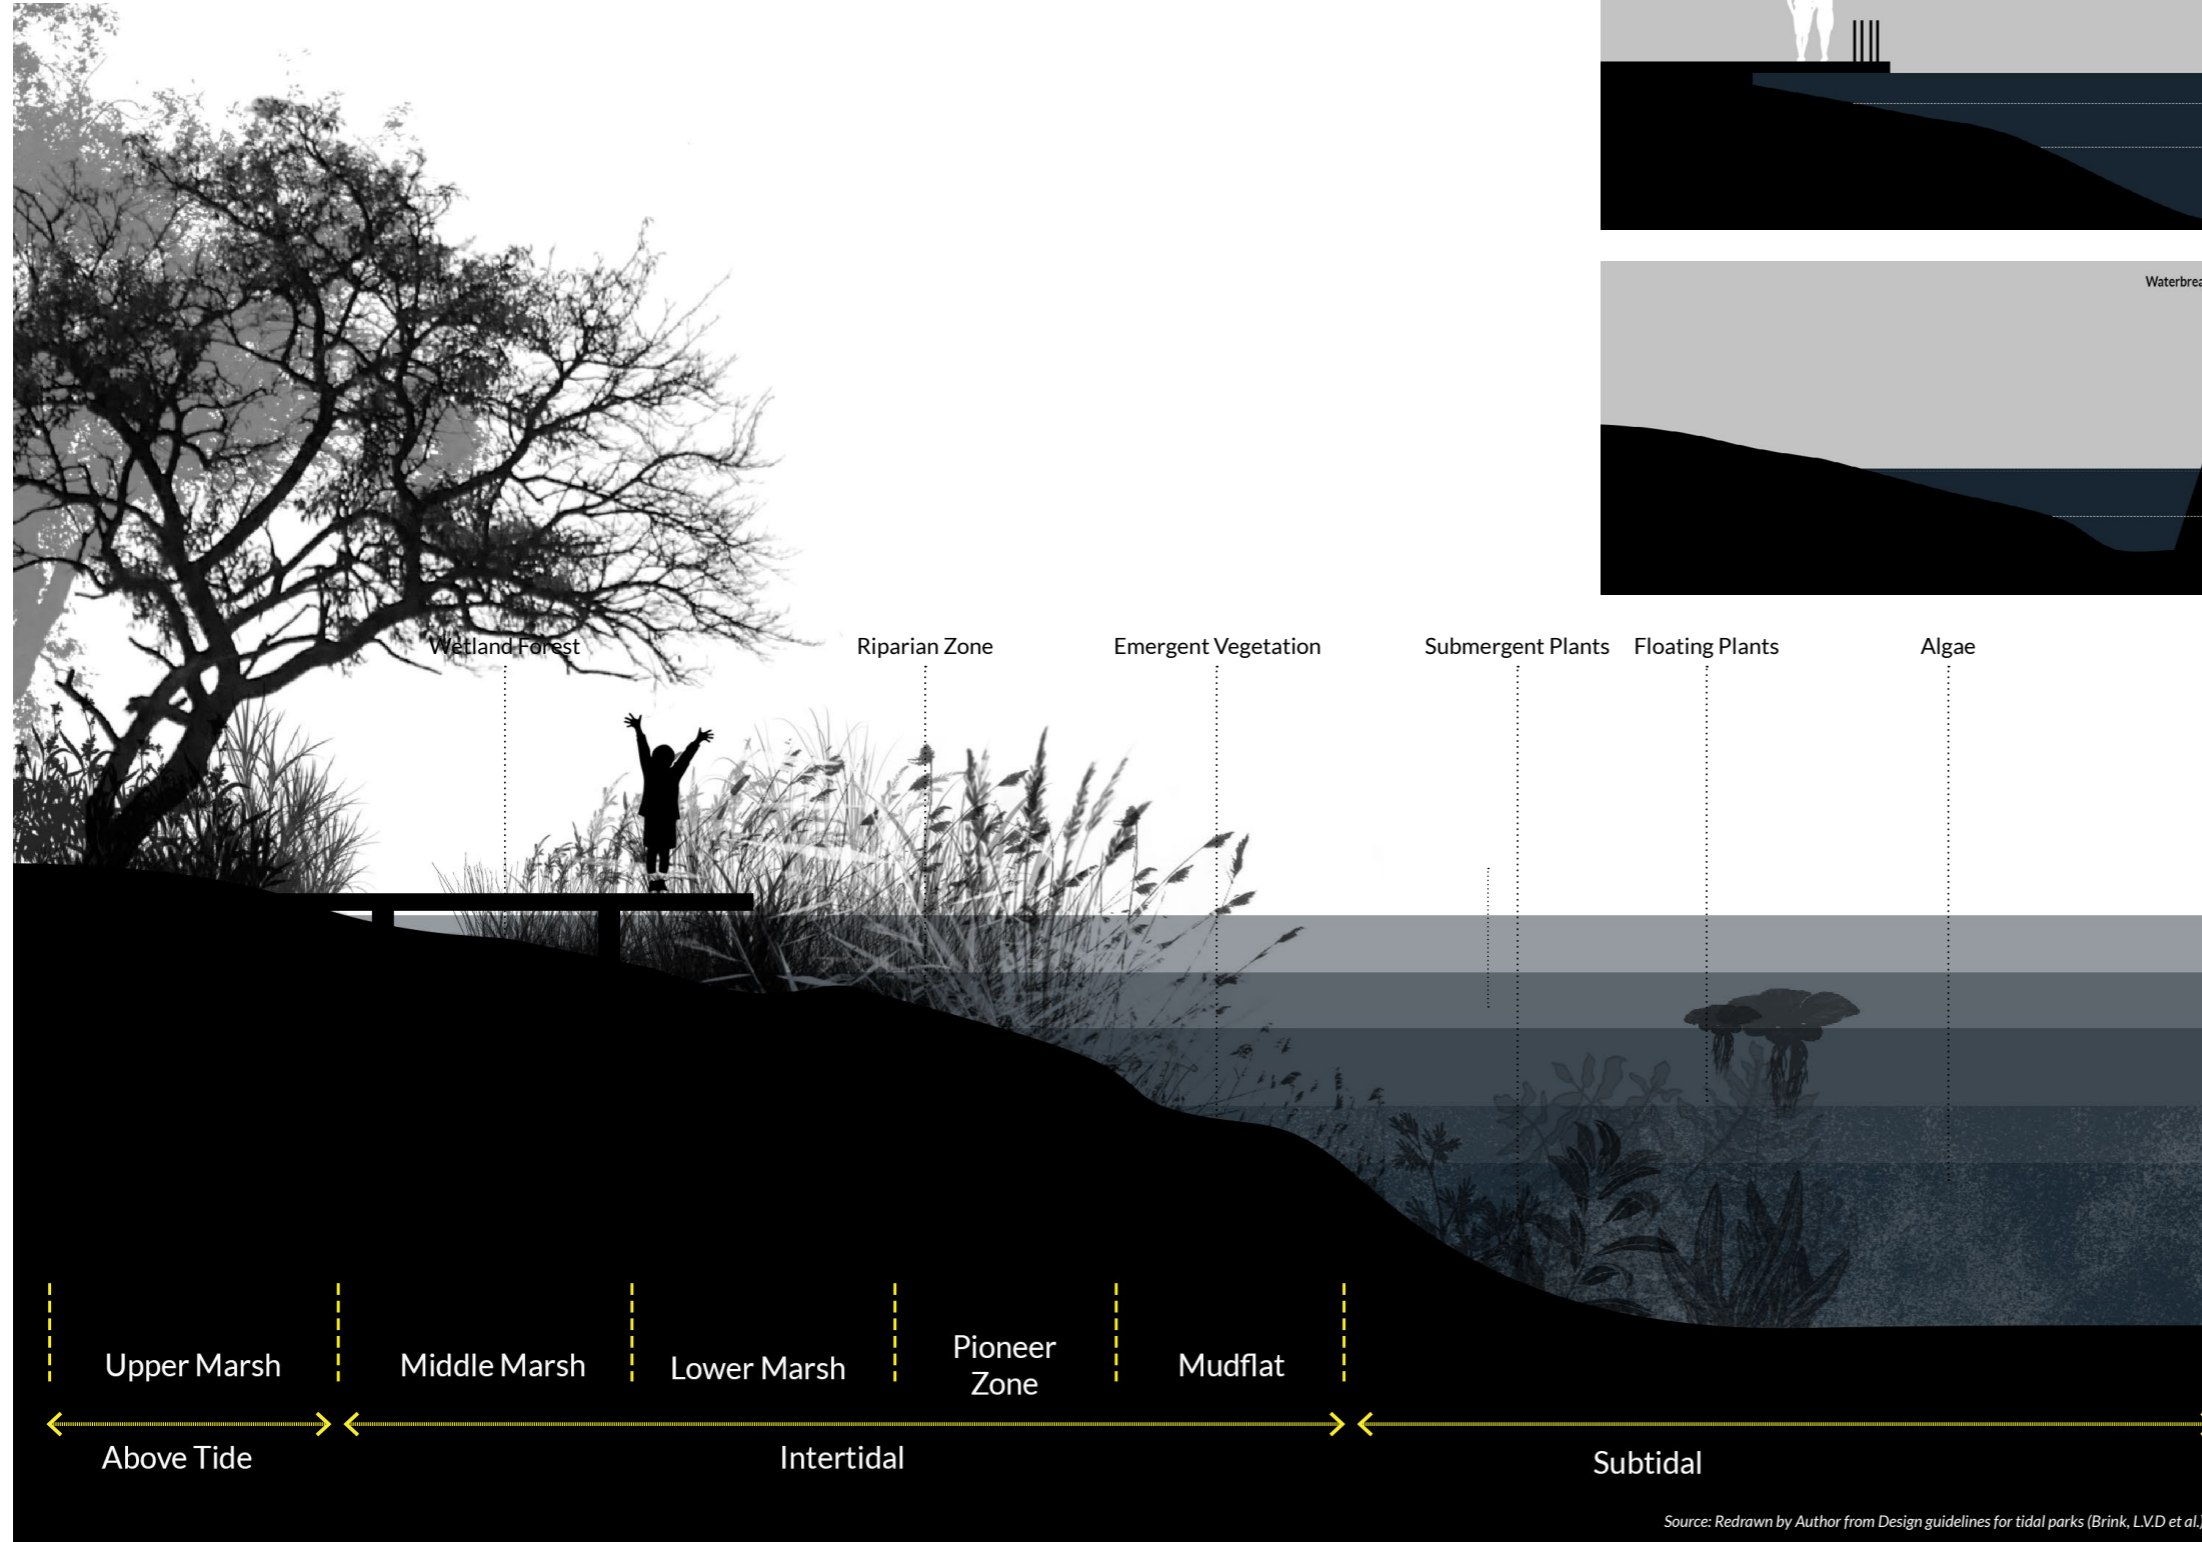 Waterbrea
Wetland Forest
Riparian Zone
Emergent Vegetation
Submergent Plants
Floating Plants
Algae
Upper Marsh
Middle Marsh
Lower Marsh
Pioneer
Zone
Mudflat
Above Tide
Intertidal
Subtidal
Source: Redrawn by Author from Design guidelines for tidal parks (Brink, L.V.D et al.)